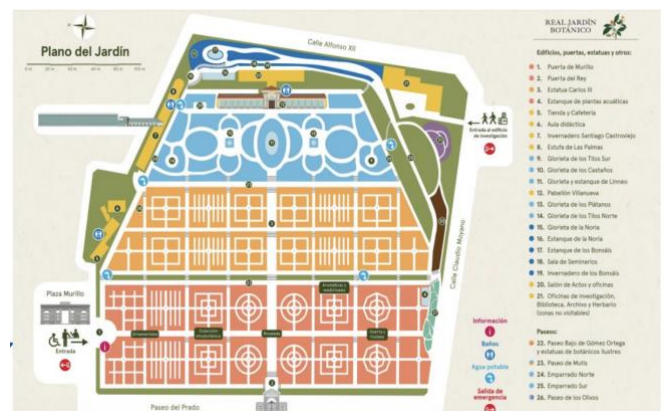 Plano del Jardín
Calle Alfonso XII
REAL JARDÍN
BOTÁNICO
Edificios, puertas, estatuas y otros:
1. Puerta de Murillo
2. Puerta del Rey
3. Estatua Carlos III
4. Estanque de plantas acuáticas
5. Tienda y Cafetería
6. Aula didáctica
7. Invernadero Santiago Castroviejo
8. Estufa de Las Palmas
9. Glorieta de los Tilos Sur
10. Glorieta de los Castaños
11. Glorieta y estanque de Linneo
12. Pabellón Villanueva
13. Glorieta de los Plátanos
14. Glorieta de los Tilos Norte
15. Glorieta de la Noria
16. Estanque de la Noria
17. Estanque de los Bonsáis
18. Sala de Seminarios
19. Invernadero de los Bonsáis
20. Salón de Actos y oficinas
21. Oficinas de investigación,
Biblioteca, Archivo y Herbario
(zonas no visitables)
Paseos:
22. Paseo Bajo de Gómez Ortega
y estatuas de botánicos ilustres
23. Paseo de Mutis
24. Emparrado Norte
25. Emparrado Sur
26. Paseo de los Olivos
Entrada al edificio
de investigación
Calle Claudio Moyano
Plaza Murillo
Entrada
Información
Baños
Agua potable
Salida de
emergencia
Paseo del Prado